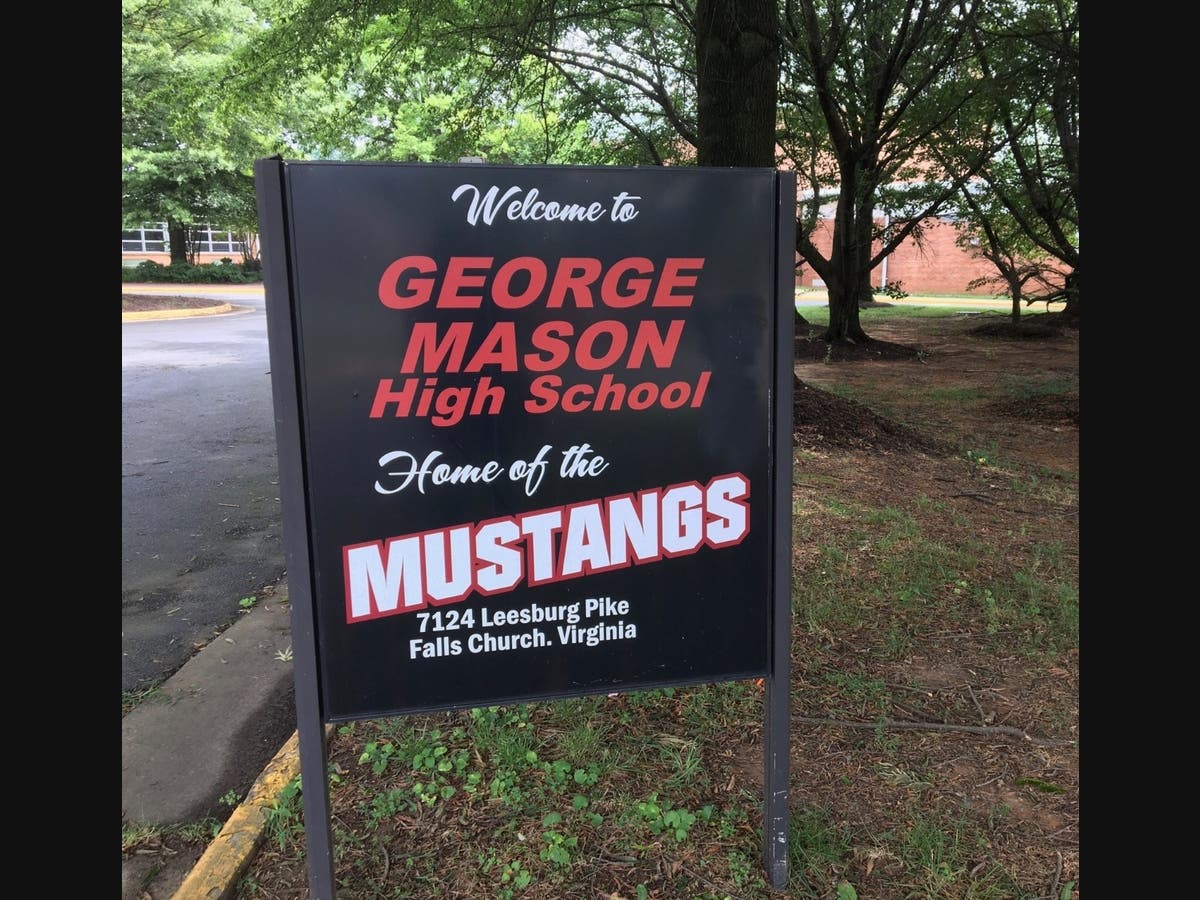 Welcome to
GEORGE
MASON
High School
Home of the
MUSTANGS
7124 Leesburg Pike
Falls Church. Virginia